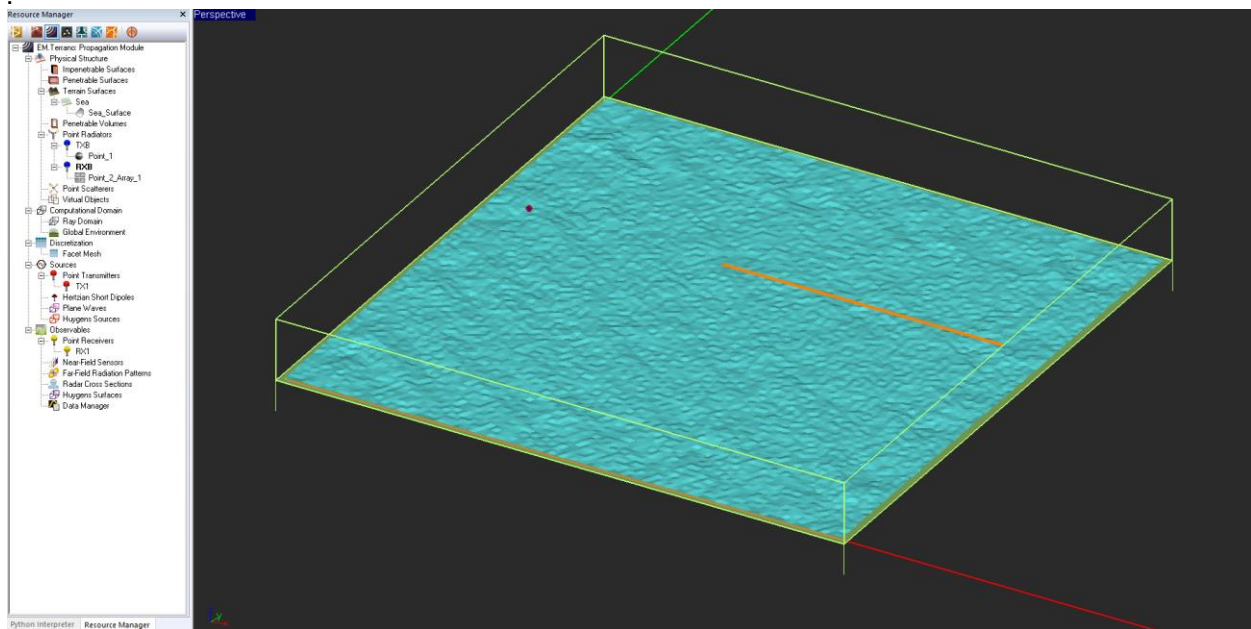 Resource Manager
Perspective
EM.Terrano: Propagation Module
Physical Structure
Impenetrable Surfaces
Penetrable Surfaces
Terrain Surfaces
Sea
Sea_Surface
Penetrable Volumes
Point Radiators
TXB
Point_1
RXB
Point_2_Array_1
Point Scatterers
Virtual Objects
Computational Domain
Ray Domain
Global Environment
Discretization
Facet Mesh
Sources
Point Transmitters
TX1
Hertzian Short Dipoles
Plane Waves
Huygens Sources
Observables
Point Receivers
RX1
Near-Field Sensors
Far-Field Radiation Patterns
Radar Cross Sections
Huygens Surfaces
Data Manager
Python Interpreter
Resource Manager